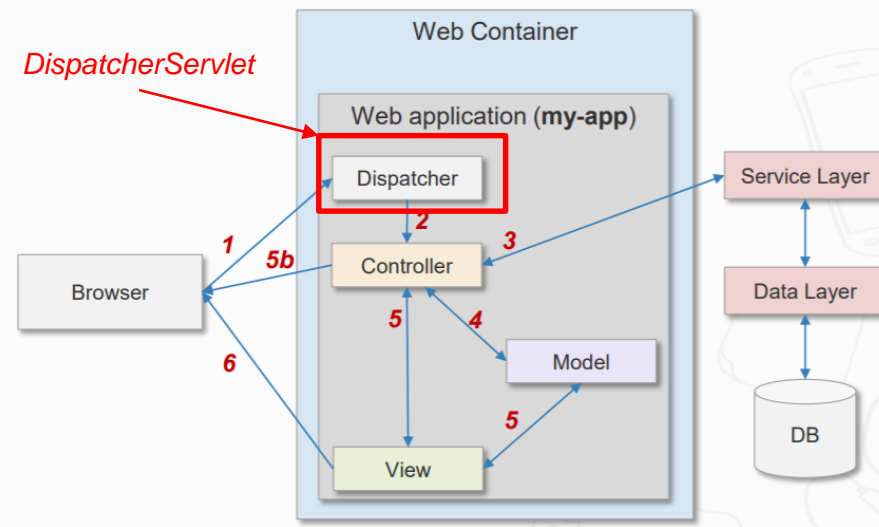 Web Container
DispatcherServlet
Web application (my-app)
Dispatcher
Service Layer
1
2
3
5b
Controller
Browser
Data Layer
5
4
6
Model
5
DB
View